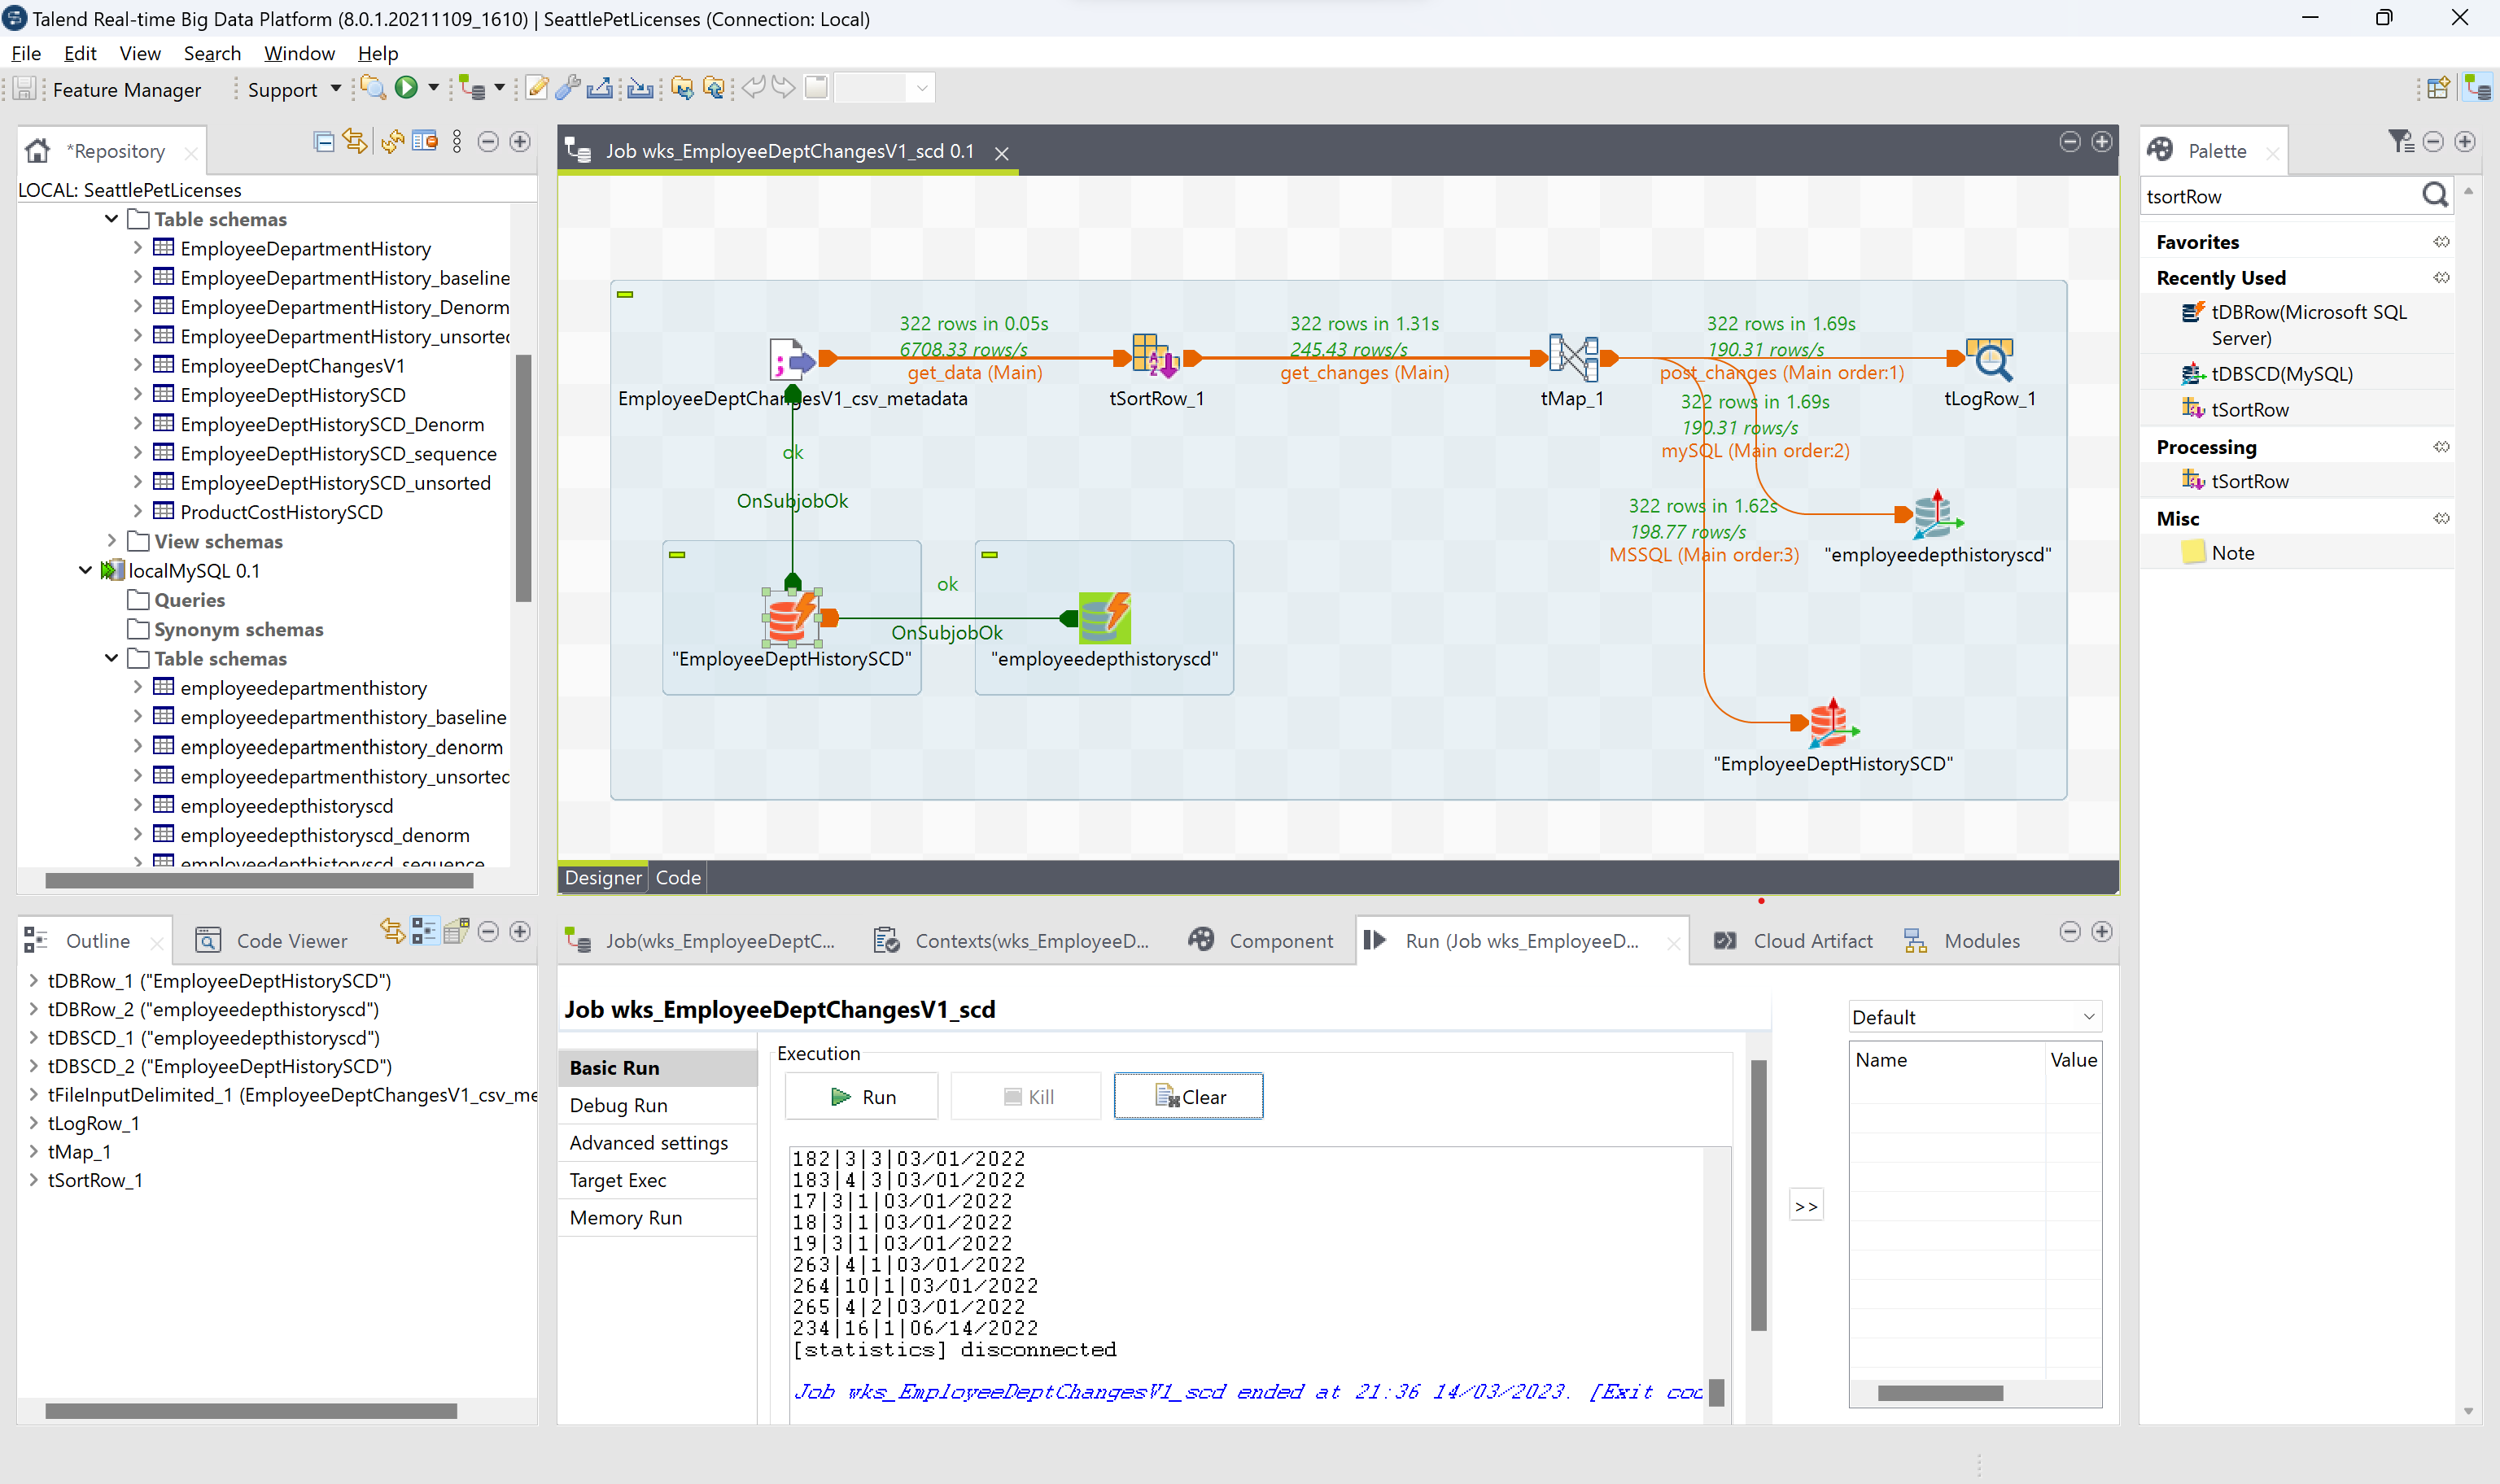 Talend Real-time Big Data Platform (8.0.1.20211109_1610) | SeattlePetLicenses (Connection: Local)
File Edit View Search Window Help
Feature Manager Support
*Repository
LOCAL: SeattlePetLicenses
Table schemas
EmployeeDepartmentHistory
EmployeeDepartmentHistory_baseline
EmployeeDepartmentHistory_Denorm
EmployeeDepartmentHistory_unsorted
EmployeeDeptChangesV1
EmployeeDeptHistorySCD
EmployeeDeptHistorySCD_Denorm
EmployeeDeptHistorySCD_sequence
EmployeeDeptHistorySCD_unsorted
ProductCostHistorySCD
View schemas
localMySQL 0.1
Queries
Synonym schemas
Table schemas
employeedepartmenthistory
employeedepartmenthistory_baseline
employeedepartmenthistory_denorm
employeedepartmenthistory_unsorted
employeedepthistoryscd
employeedepthistoryscd_denorm
employeedepthistoryscd_sequence
Job wks_EmployeeDeptChangesV1_scd 0.1
322 rows in 0.05s
6708.33 rows/s
get_data (Main)
322 rows in 1.31s
245.43 rows/s
get_changes (Main)
322 rows in 1.69s
190.31 rows/s
post_changes (Main order:1)
EmployeeDeptChangesV1_csv_metadata
tSortRow_1
tMap_1
tLogRow_1
322 rows in 1.69s
190.31 rows/s
mySQL (Main order:2)
ok
OnSubjobOk
322 rows in 1.62s
198.77 rows/s
MSSQL (Main order:3)
"employeedepthistoryscd"
ok
OnSubjobOk
"EmployeeDeptHistorySCD"
"employeedepthistoryscd"
"EmployeeDeptHistorySCD"
Designer Code
Palette
tsortRow
Favorites
Recently Used
tDBRow(Microsoft SQL
Server)
tDBSCD(MySQL)
tSortRow
Processing
tSortRow
Misc
Note
Outline Code Viewer
tDBRow_1 ("EmployeeDeptHistorySCD")
tDBRow_2 ("employeedepthistoryscd")
tDBSCD_1 ("employeedepthistoryscd")
tDBSCD_2 ("EmployeeDeptHistorySCD")
tFileInputDelimited_1 (EmployeeDeptChangesV1_csv_me
tLogRow_1
tMap_1
tSortRow_1
Job(wks_EmployeeDeptC... Contexts(wks_EmployeeD... Component Run (Job wks_EmployeeD... Cloud Artifact Modules
Job wks_EmployeeDeptChangesV1_scd
Basic Run
Debug Run
Advanced settings
Target Exec
Memory Run
Execution
Run Kill Clear
182|3|3|03/01/2022
183|4|3|03/01/2022
17|3|1|03/01/2022
18|3|1|03/01/2022
19|3|1|03/01/2022
263|4|1|03/01/2022
264|10|1|03/01/2022
265|4|2|03/01/2022
234|16|1|06/14/2022
[statistics] disconnected
Job wks_EmployeeDeptChangesV1_scd ended at 21:36 14/03/2023. [Exit coc
>>
Default
Name Value